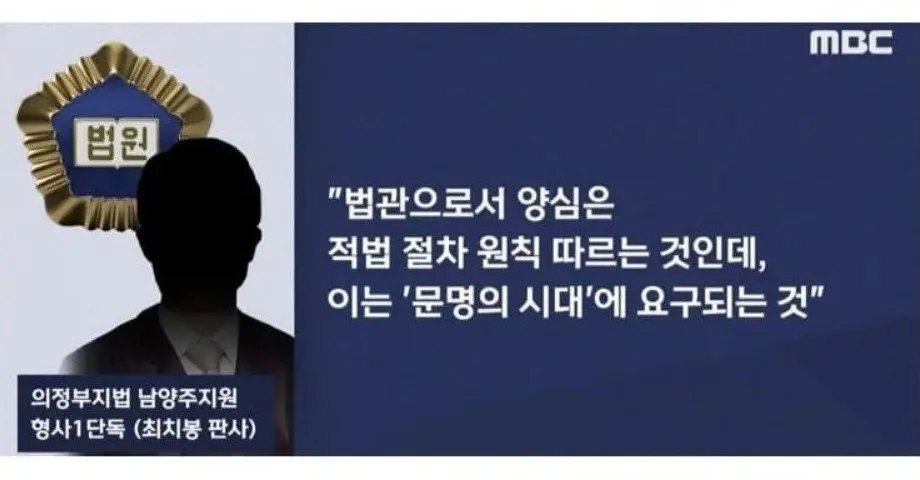 MBC
법원
"법관으로서 양심은
적법 절차 원칙 따르는 것인데,
이는 '문명의 시대'에 요구되는 것"
의정부지법 남양주지원
형사1단독 (최치봉 판사)